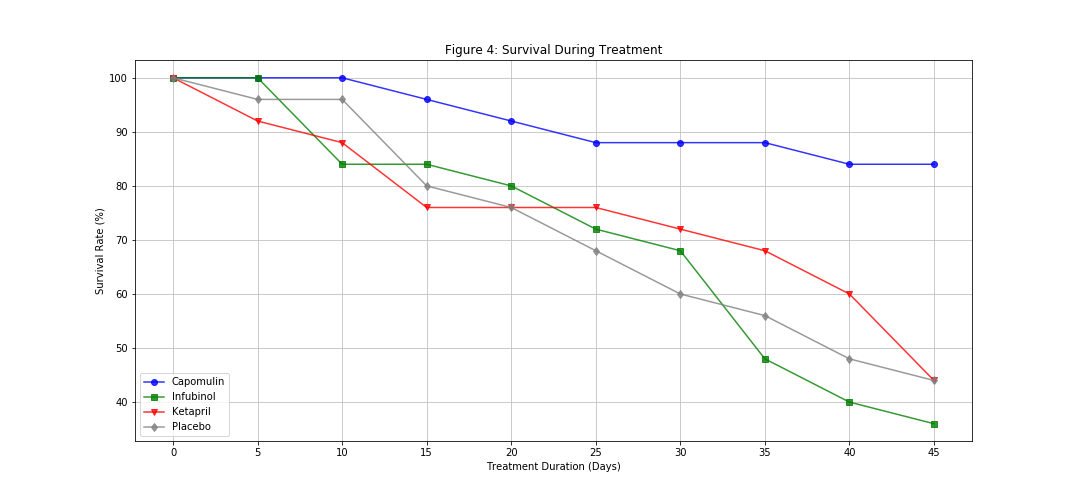 Figure 4: Survival During Treatment
100
90
80
70
60
50
40
Survival Rate (%)
Capomulin
Infubinol
Ketapril
Placebo
0 5 10 15 20 25 30 35 40 45
Treatment Duration (Days)